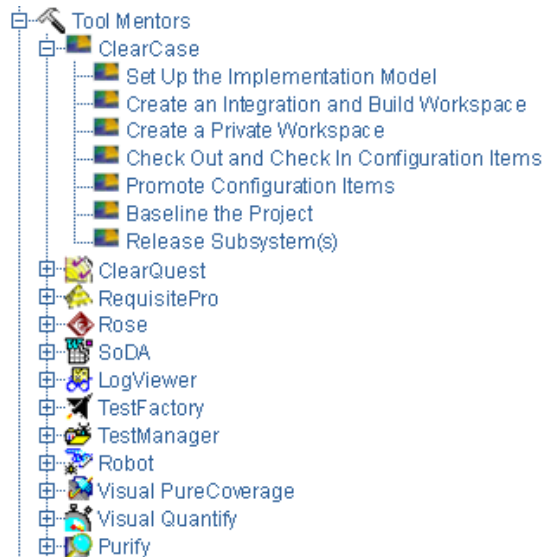 Tool Mentors
ClearCase
Set Up the Implementation Model
Create an Integration and Build Workspace
Create a Private Workspace
Check Out and Check In Configuration Items
Promote Configuration Items
Baseline the Project
Release Subsystem(s)
ClearQuest
RequisitePro
Rose
SoDA
LogViewer
TestFactory
TestManager
Robot
Visual PureCoverage
Visual Quantify
Purify